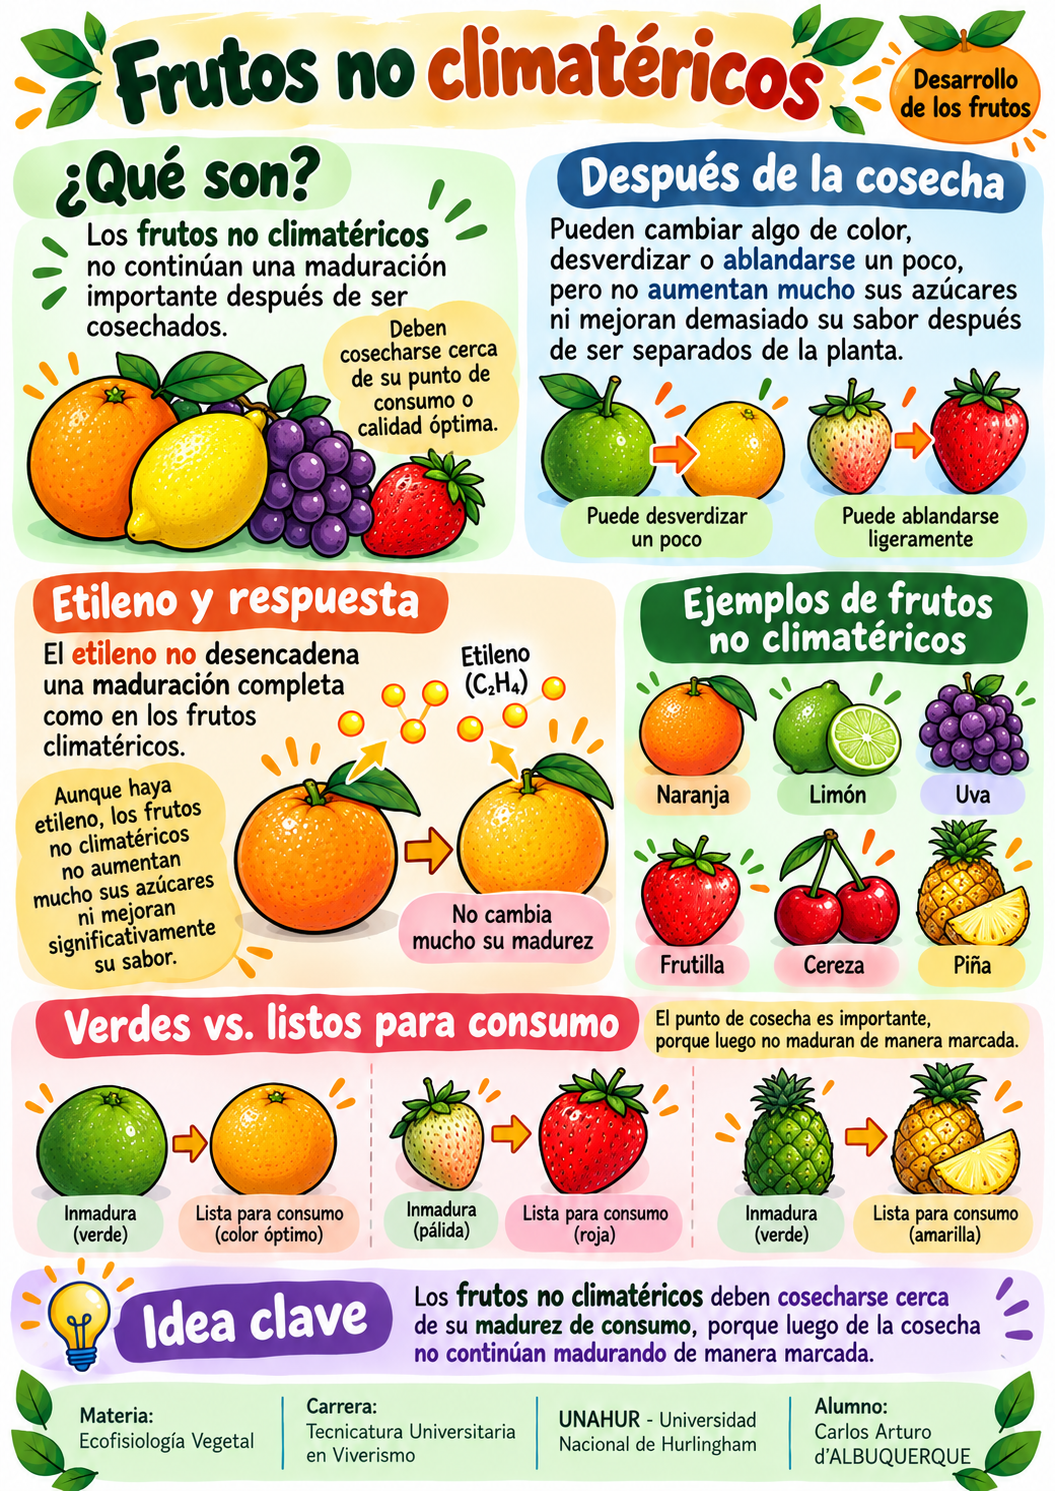 Frutos no climatéricos
Desarrollo
de los frutos
¿Qué son?
Los frutos no climatéricos
no continúan una maduración
importante después de ser
cosechados.
Deben
cosecharse cerca
de su punto de
consumo o
calidad óptima.
Después de la cosecha
Pueden cambiar algo de color,
desverdizar o ablandarse un poco,
pero no aumentan mucho sus azúcares
ni mejoran demasiado su sabor después
de ser separados de la planta.
Puede desverdizar
un poco
Puede ablandarse
ligeramente
Etileno y respuesta
El etileno no desencadena
una maduración completa
como en los frutos
climatéricos.
Etileno
(C₂H₄)
Aunque haya
etileno, los frutos
no climatéricos
no aumentan
mucho sus azúcares
ni mejoran
significativamente
su sabor.
No cambia
mucho su madurez
Ejemplos de frutos
no climatéricos
Naranja
Limón
Uva
Frutilla
Cereza
Piña
Verdes vs. listos para consumo
El punto de cosecha es importante,
porque luego no maduran de manera marcada.
Inmadura
(verde)
Lista para consumo
(color óptimo)
Inmadura
(pálida)
Lista para consumo
(roja)
Inmadura
(verde)
Lista para consumo
(amarilla)
Idea clave
Los frutos no climatéricos deben cosecharse cerca
de su madurez de consumo, porque luego de la cosecha
no continúan madurando de manera marcada.
Materia:
Ecofisiología Vegetal
Carrera:
Tecnicatura Universitaria
en Viverismo
UNAHUR - Universidad
Nacional de Hurlingham
Alumno:
Carlos Arturo
d'ALBUQUERQUE